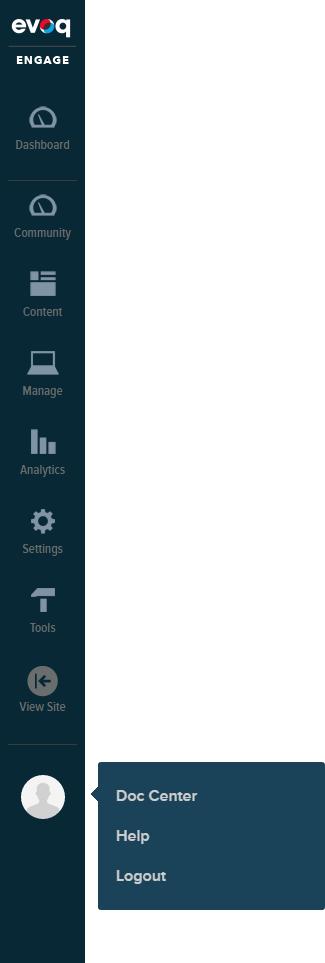 evoq
ENGAGE
Dashboard
Community
Content
Manage
Analytics
Settings
Tools
View Site
Doc Center
Help
Logout